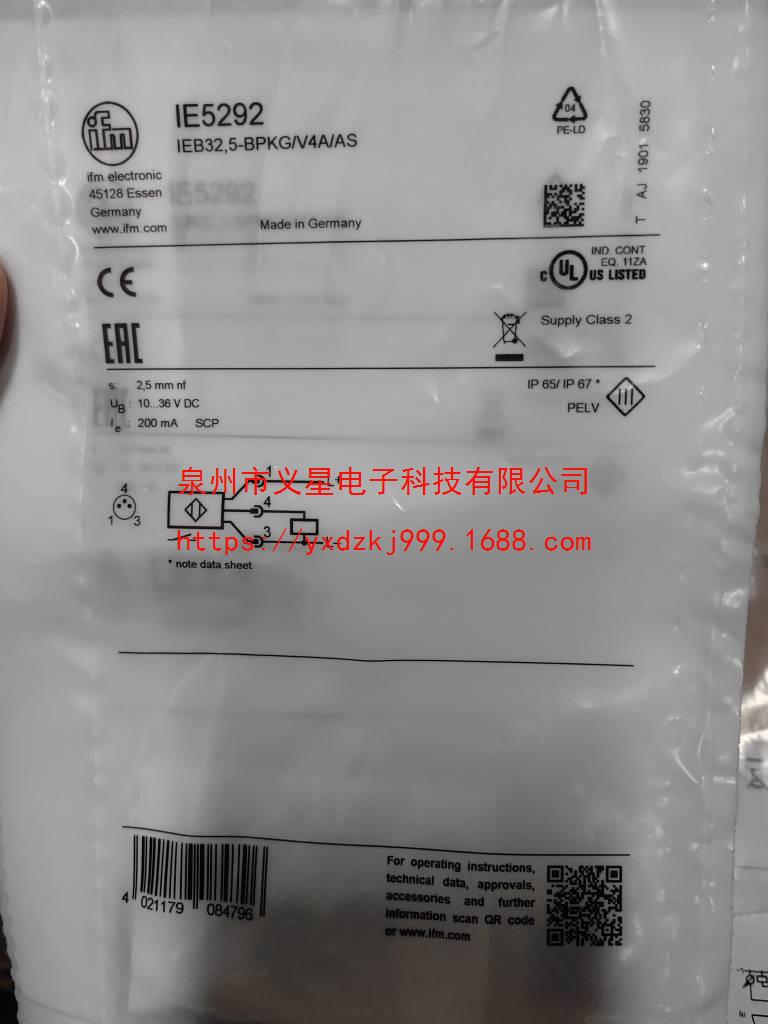 ifm
IE5292
IEB32,5-BPKG/V4A/AS
ifm electronic
45128 Essen
Germany
www.ifm.com
Made in Germany
04
PE-LD
T AJ 1901 5830
CE
EAC
C UL US LISTED
IND. CONT.
EQ. 11ZA
Supply Class 2
s: 2,5 mm nf
UB: 10...36 V DC
Ie: 200 mA SCP
IP 65/ IP 67 *
PELV
III
4
1 3
1
L+
4
3
L-
泉州市义星电子科技有限公司
https://yxdzkj999.1688.com
* note data sheet
4 021179 084796
For operating instructions,
technical data, approvals,
accessories and further
information scan QR code
or www.ifm.com